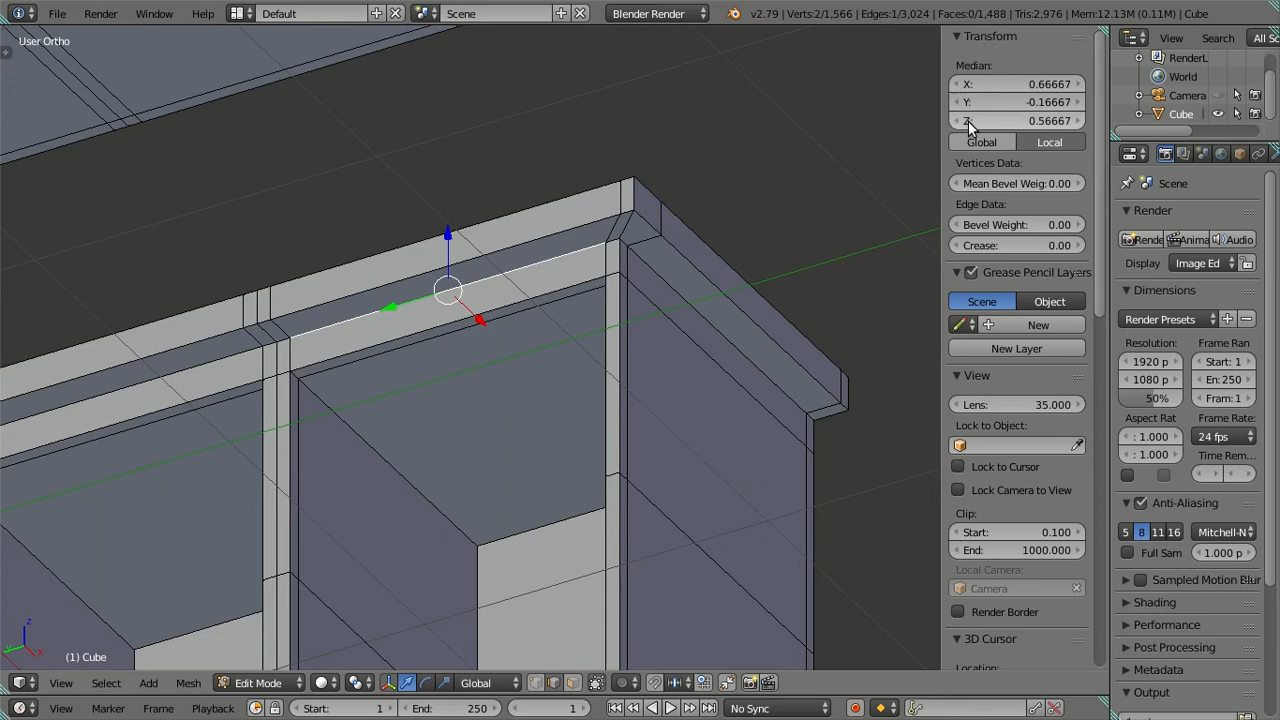 File Render Window Help Default Scene Blender Render v2.79 | Verts:2/1,566 | Edges:1/3,024 | Faces:0/1,488 | Tris:2,976 | Mem:12.13M (0.11M) | Cube
User Ortho
Transform
Median:
X: 0.66667
Y: -0.16667
Z: 0.56667
Global Local
Vertices Data:
Mean Bevel Weig: 0.00
Edge Data:
Bevel Weight: 0.00
Crease: 0.00
Grease Pencil Layers
Scene Object
New
New Layer
View
Lens: 35.000
Lock to Object:
Lock to Cursor
Lock Camera to View
Clip:
Start: 0.100
End: 1000.000
Local Camera:
Camera
Render Border
3D Cursor
Location:
View Search All Sc
RenderL
World
Camera
Cube
Scene
Render
Rende Anima Audio
Display Image Ed
Dimensions
Render Presets
Resolution: Frame Ran
1920 p Start: 1
1080 p En: 250
50% Fram: 1
Aspect Rat Frame Rate:
: 1.000 24 fps
: 1.000 Time Rem...
Anti-Aliasing
5 8 11 16 Mitchell-N
Full Sam 1.000 p
Sampled Motion Blur
Shading
Performance
Post Processing
Metadata
Output
z
y x
(1) Cube
View Select Add Mesh Edit Mode Global
View Marker Frame Playback Start: 1 End: 250 1 No Sync